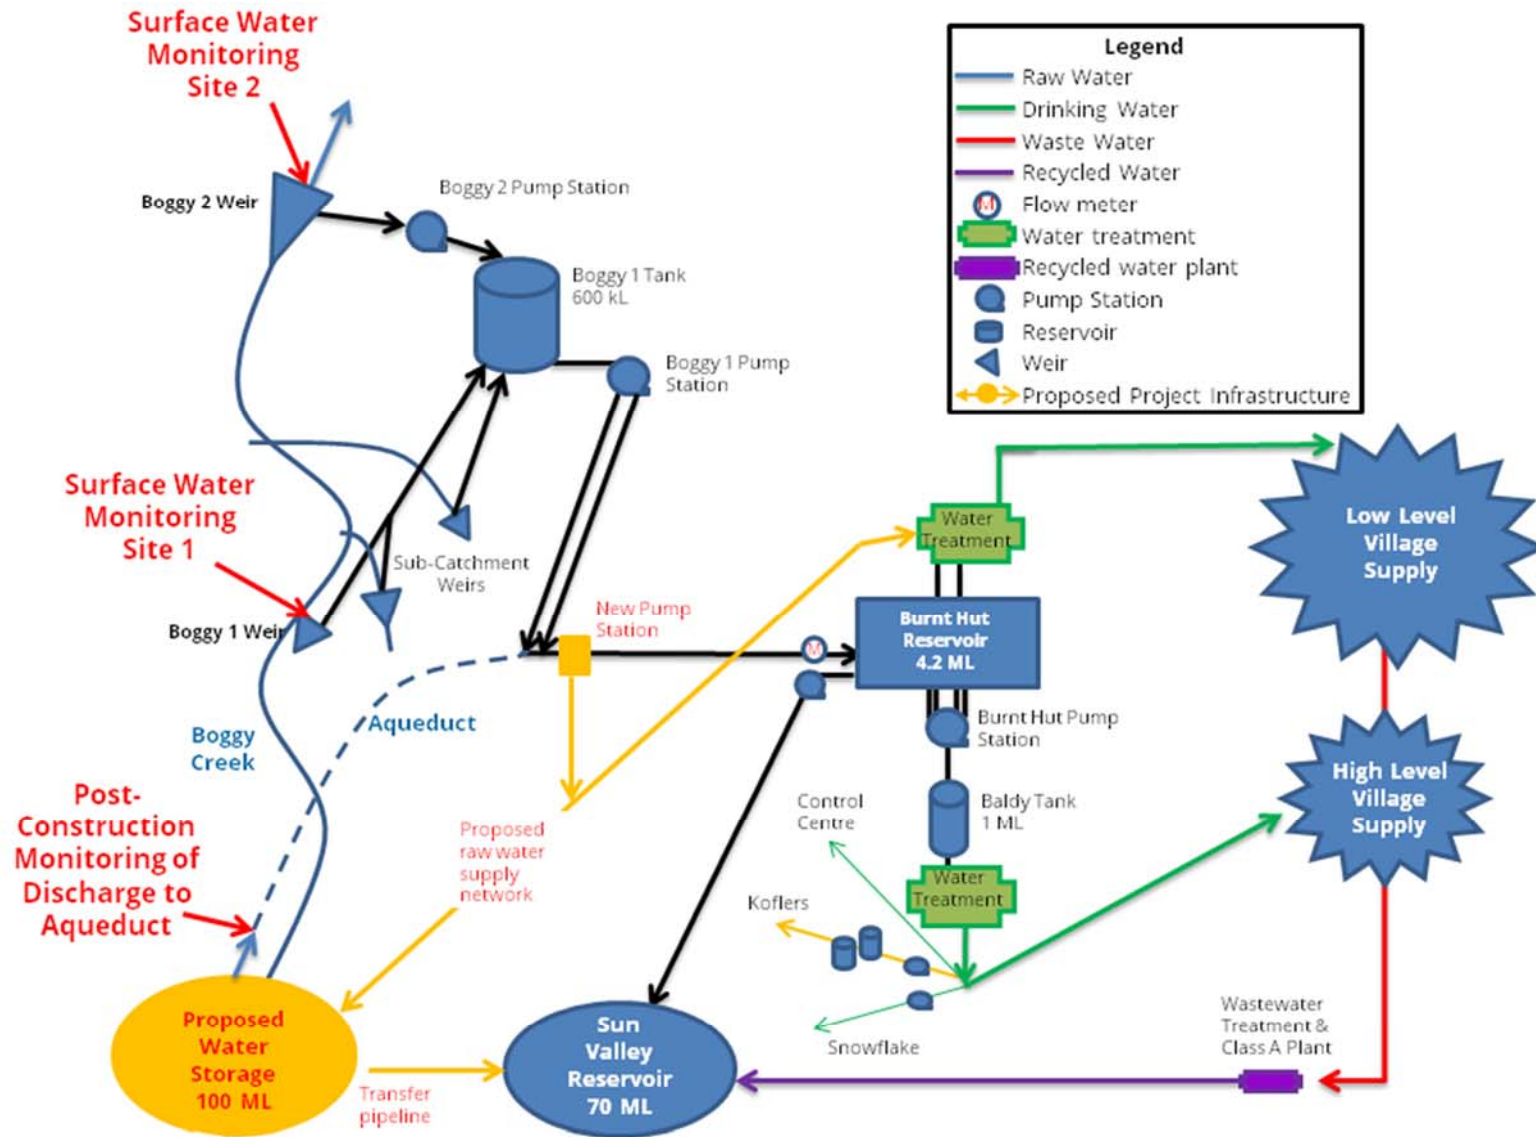 Surface Water
Monitoring
Site 2
Boggy 2 Weir
Boggy 2 Pump Station
Boggy 1 Tank
600 kL
Boggy 1 Pump
Station
Legend
Raw Water
Drinking Water
Waste Water
Recycled Water
M
Flow meter
Water treatment
Recycled water plant
Pump Station
Reservoir
Weir
Proposed Project Infrastructure
Surface Water
Monitoring
Site 1
Sub-Catchment
Weirs
Boggy 1 Weir
New Pump
Station
M
Water
Treatment
Burnt Hut
Reservoir
4.2 ML
Low Level
Village
Supply
Aqueduct
Boggy
Creek
Burnt Hut Pump
Station
Baldy Tank
1 ML
High Level
Village
Supply
Post-
Construction
Monitoring of
Discharge to
Aqueduct
Proposed
raw water
supply
network
Control
Centre
Water
Treatment
Koflers
Snowflake
Proposed
Water
Storage
100 ML
Transfer
pipeline
Sun
Valley
Reservoir
70 ML
Wastewater
Treatment &
Class A Plant